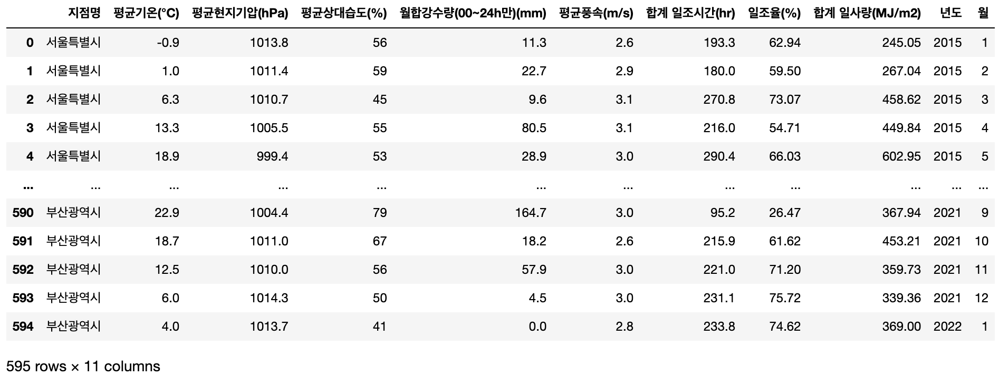 지점명 평균기온(°C) 평균현지기압(hPa) 평균상대습도(%) 월합강수량(00~24h만)(mm) 평균풍속(m/s) 합계 일조시간(hr) 일조율(%) 합계 일사량(MJ/m2) 년도 월
0 서울특별시 -0.9 1013.8 56 11.3 2.6 193.3 62.94 245.05 2015 1
1 서울특별시 1.0 1011.4 59 22.7 2.9 180.0 59.50 267.04 2015 2
2 서울특별시 6.3 1010.7 45 9.6 3.1 270.8 73.07 458.62 2015 3
3 서울특별시 13.3 1005.5 55 80.5 3.1 216.0 54.71 449.84 2015 4
4 서울특별시 18.9 999.4 53 28.9 3.0 290.4 66.03 602.95 2015 5
... ... ... ... ... ... ... ... ... ... ... ...
590 부산광역시 22.9 1004.4 79 164.7 3.0 95.2 26.47 367.94 2021 9
591 부산광역시 18.7 1011.0 67 18.2 2.6 215.9 61.62 453.21 2021 10
592 부산광역시 12.5 1010.0 56 57.9 3.0 221.0 71.20 359.73 2021 11
593 부산광역시 6.0 1014.3 50 4.5 3.0 231.1 75.72 339.36 2021 12
594 부산광역시 4.0 1013.7 41 0.0 2.8 233.8 74.62 369.00 2022 1
595 rows × 11 columns